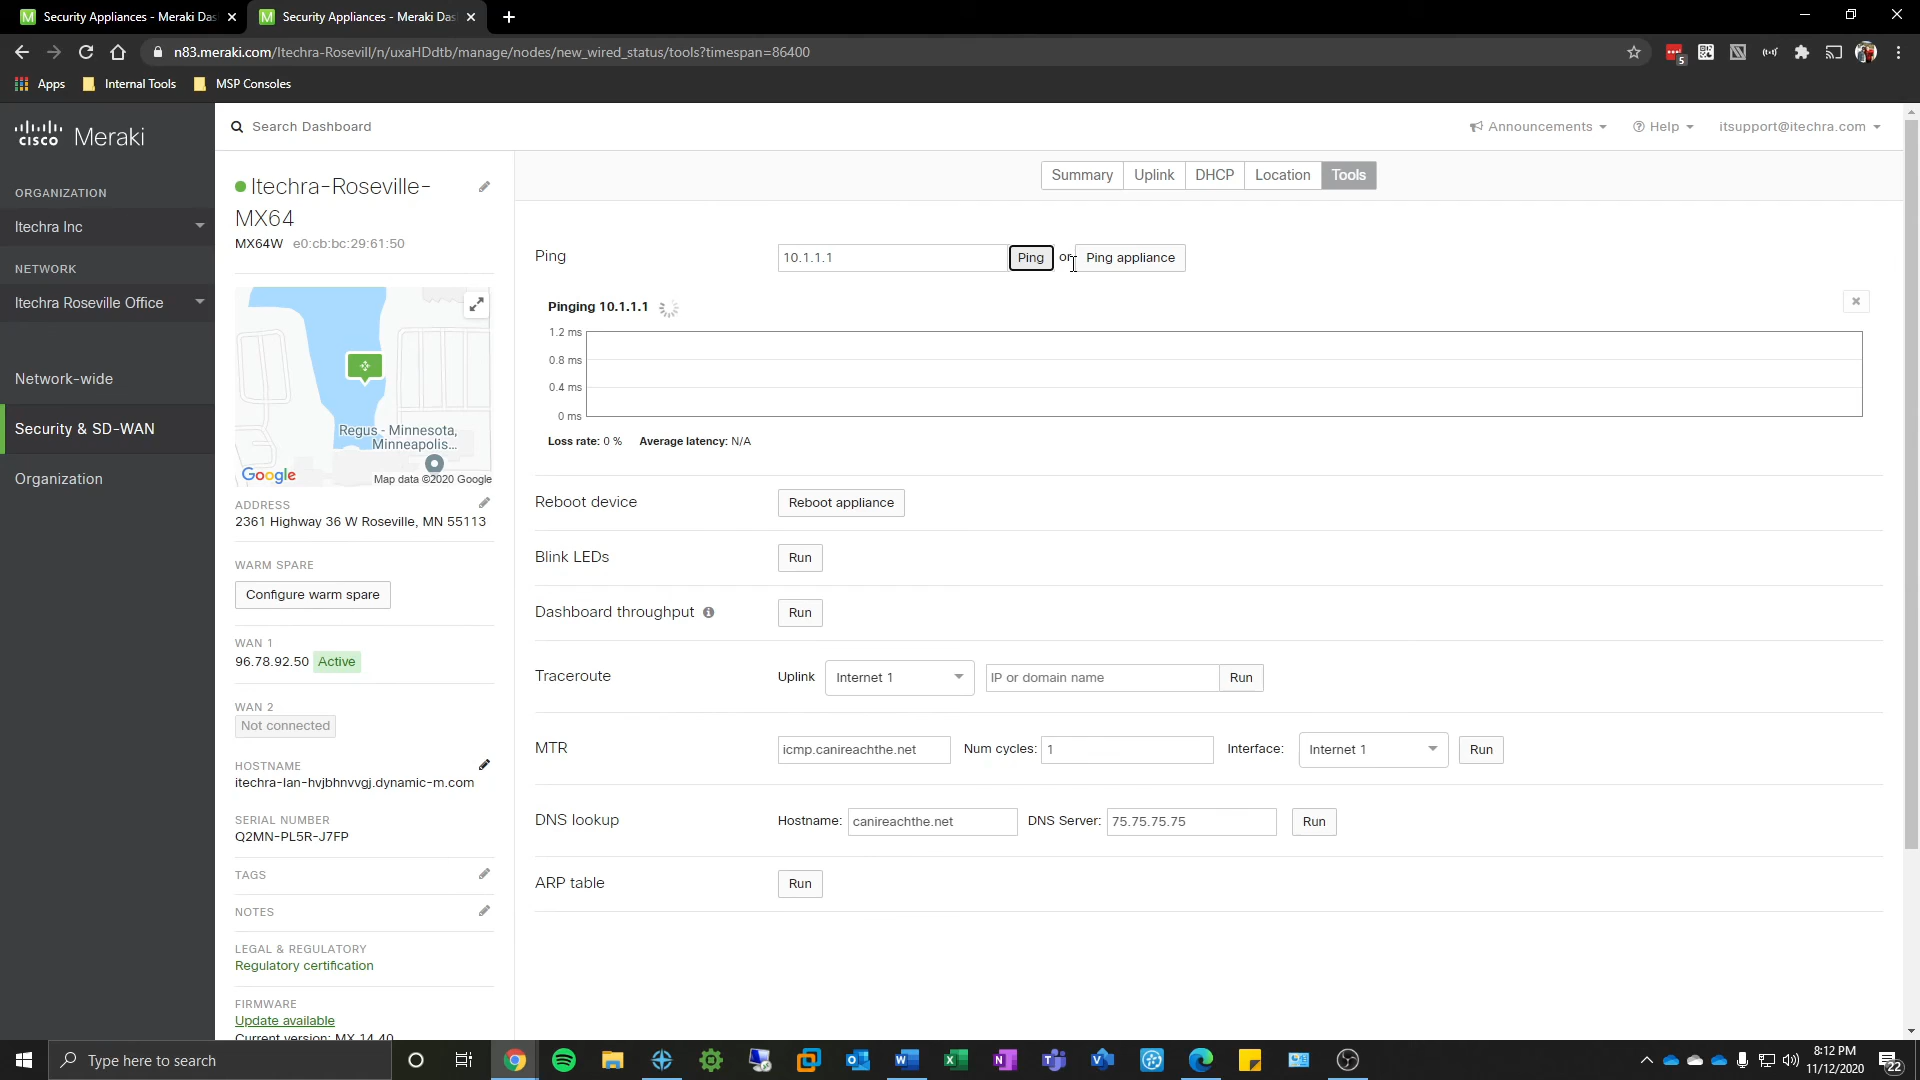 Security Appliances - Meraki Das
Security Appliances - Meraki Das
n83.meraki.com/Itechra-Rosevill/n/uxaHDdtb/manage/nodes/new_wired_status/tools?timespan=86400
5
Apps
Internal Tools
MSP Consoles
CISCO Meraki
ORGANIZATION
Itechra Inc
NETWORK
Itechra Roseville Office
Network-wide
Security & SD-WAN
Organization
Search Dashboard
Announcements
Help
itsupport@itechra.com
Itechra-Roseville-
MX64
MX64W e0:cb:bc:29:61:50
Regus - Minnesota,
Minneapolis...
Google
Map data ©2020 Google
ADDRESS
2361 Highway 36 W Roseville, MN 55113
WARM SPARE
Configure warm spare
WAN 1
96.78.92.50 Active
WAN 2
Not connected
HOSTNAME
itechra-lan-hvjbhnvvgj.dynamic-m.com
SERIAL NUMBER
Q2MN-PL5R-J7FP
TAGS
NOTES
LEGAL & REGULATORY
Regulatory certification
FIRMWARE
Update available
Current version: MX 14.40
Summary Uplink DHCP Location Tools
Ping 10.1.1.1 Ping or Ping appliance
Pinging 10.1.1.1
1.2 ms
0.8 ms
0.4 ms
0 ms
Loss rate: 0 % Average latency: N/A
Reboot device Reboot appliance
Blink LEDs Run
Dashboard throughput Run
Traceroute Uplink Internet 1 IP or domain name Run
MTR icmp.canireachthe.net Num cycles: 1 Interface: Internet 1 Run
DNS lookup Hostname: canireachthe.net DNS Server: 75.75.75.75 Run
ARP table Run
Type here to search
8:12 PM
11/12/2020
22